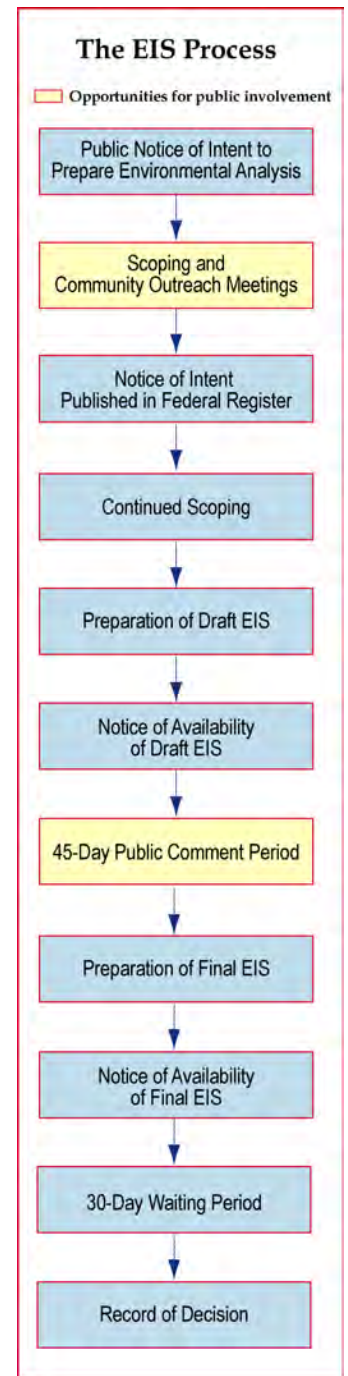 The EIS Process
Opportunities for public involvement
Public Notice of Intent to
Prepare Environmental Analysis
Scoping and
Community Outreach Meetings
Notice of Intent
Published in Federal Register
Continued Scoping
Preparation of Draft EIS
Notice of Availability
of Draft EIS
45-Day Public Comment Period
Preparation of Final EIS
Notice of Availability
of Final EIS
30-Day Waiting Period
Record of Decision